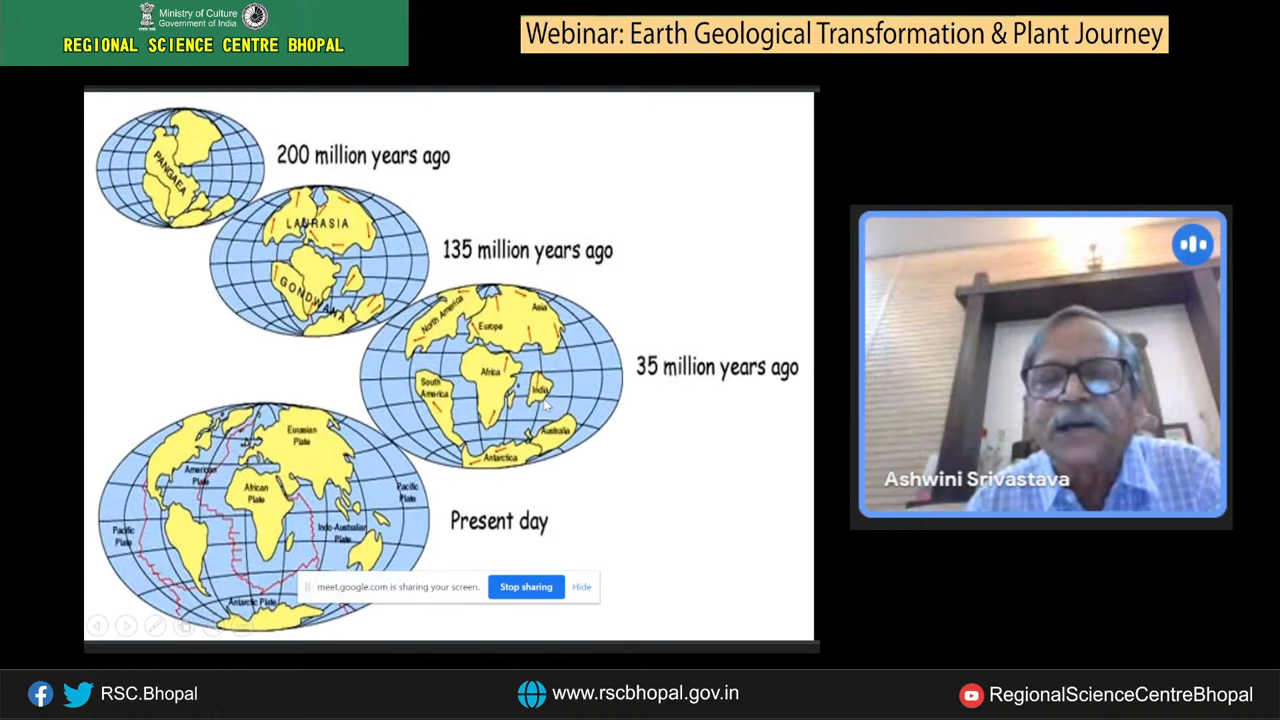 Ministry of Culture
Government of India
REGIONAL SCIENCE CENTRE BHOPAL
Webinar: Earth Geological Transformation & Plant Journey
PANGAEA
200 million years ago
LAURASIA
GONDWANA
135 million years ago
North America
Europe
Asia
Africa
South
America
India
Australia
Antarctica
35 million years ago
Eurasian
Plate
American
Plate
African
Plate
Pacific
Plate
Pacific
Plate
Indo-Australian
Plate
Antarctic Plate
Present day
meet.google.com is sharing your screen.
Stop sharing
Hide
Ashwini Srivastava
RSC.Bhopal
www.rscbhopal.gov.in
RegionalScienceCentreBhopal